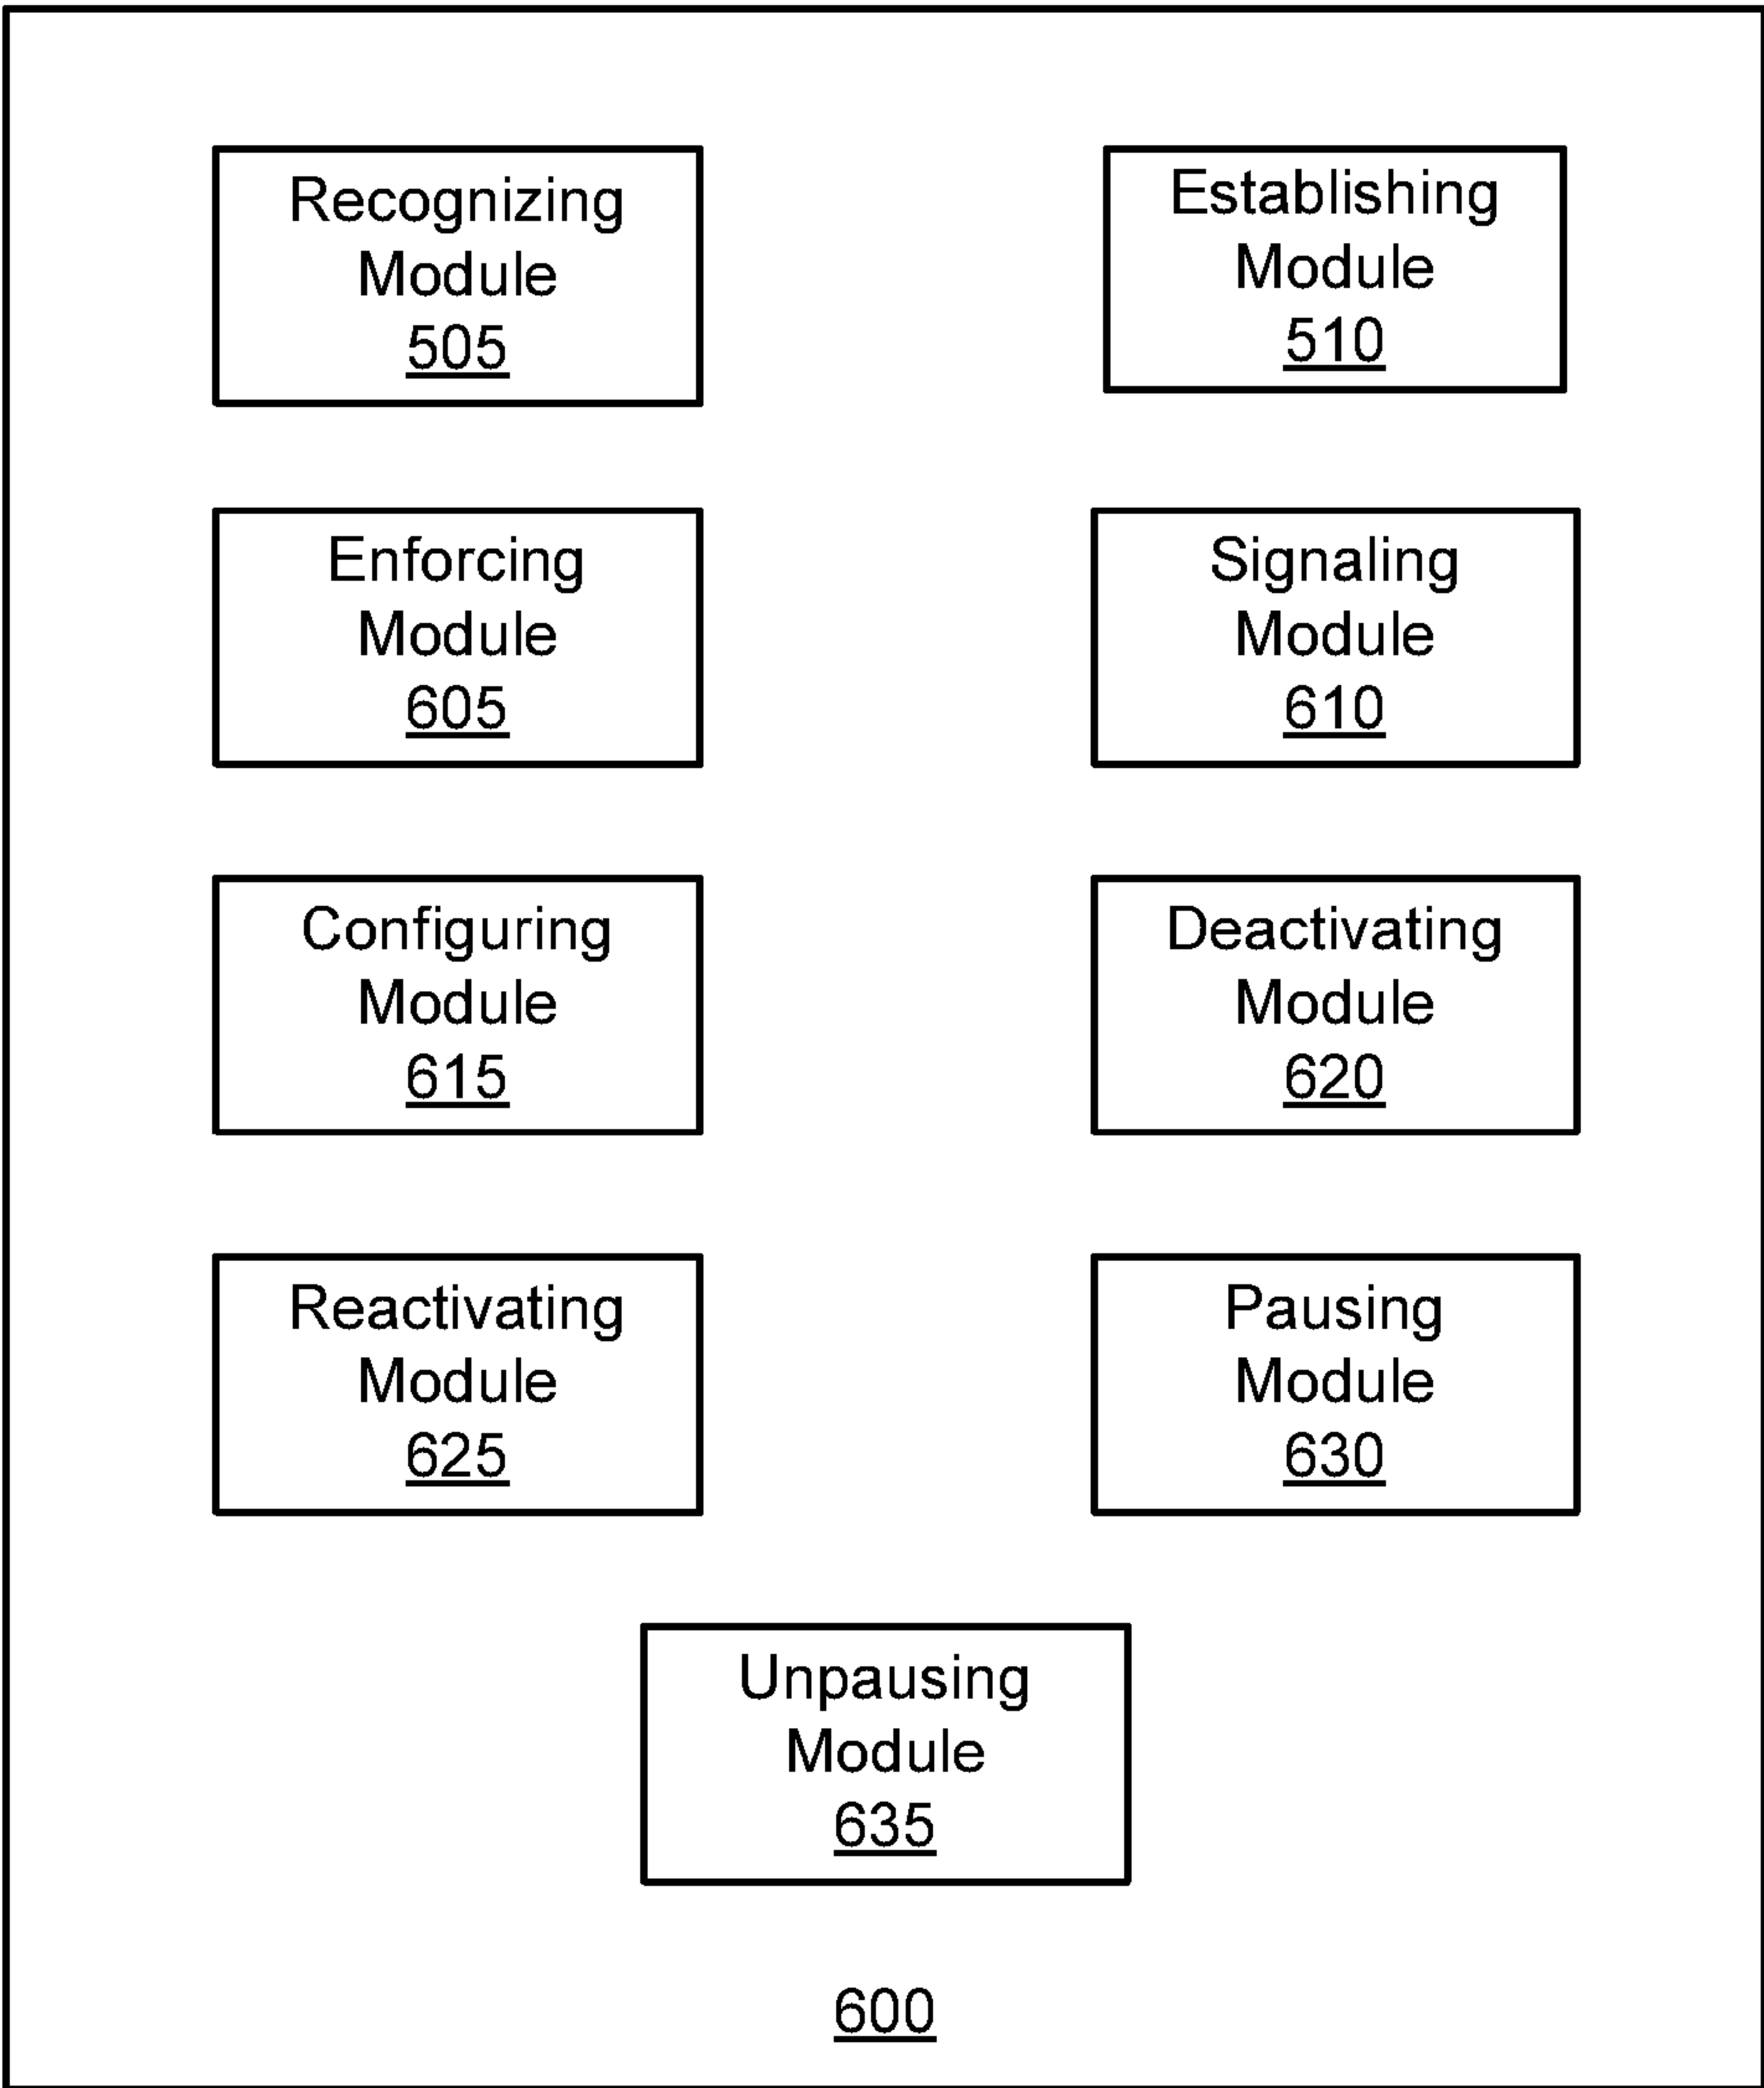 Recognizing
Module
505
Establishing
Module
510
Enforcing
Module
605
Signaling
Module
610
Configuring
Module
615
Deactivating
Module
620
Reactivating
Module
625
Pausing
Module
630
Unpausing
Module
635
600